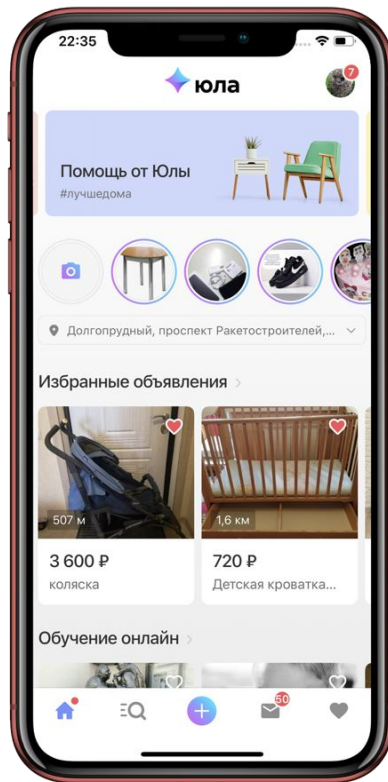 22:35
юла
7
Помощь от Юлы
#лучшедома
Долгопрудный, проспект Ракетостроителей,...
Избранные объявления
507 м
1,6 км
3 600 ₽
720 ₽
коляска
Детская кроватка...
Обучение онлайн
50